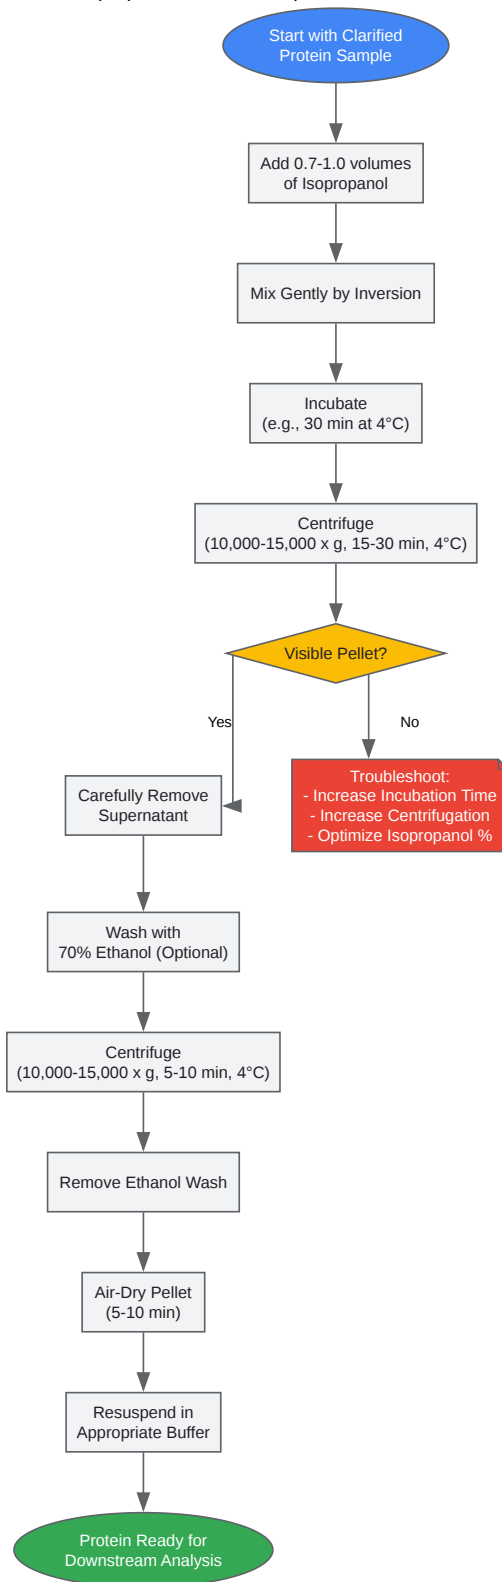 Start with Clarified
Protein Sample
Add 0.7-1.0 volumes
of Isopropanol
Mix Gently by Inversion
Incubate
(e.g., 30 min at 4°C)
Centrifuge
(10,000-15,000 x g, 15-30 min, 4°C)
Visible Pellet?
Yes
No
Carefully Remove
Supernatant
Troubleshoot:
- Increase Incubation Time
- Increase Centrifugation
- Optimize Isopropanol %
Wash with
70% Ethanol (Optional)
Centrifuge
(10,000-15,000 x g, 5-10 min, 4°C)
Remove Ethanol Wash
Air-Dry Pellet
(5-10 min)
Resuspend in
Appropriate Buffer
Protein Ready for
Downstream Analysis